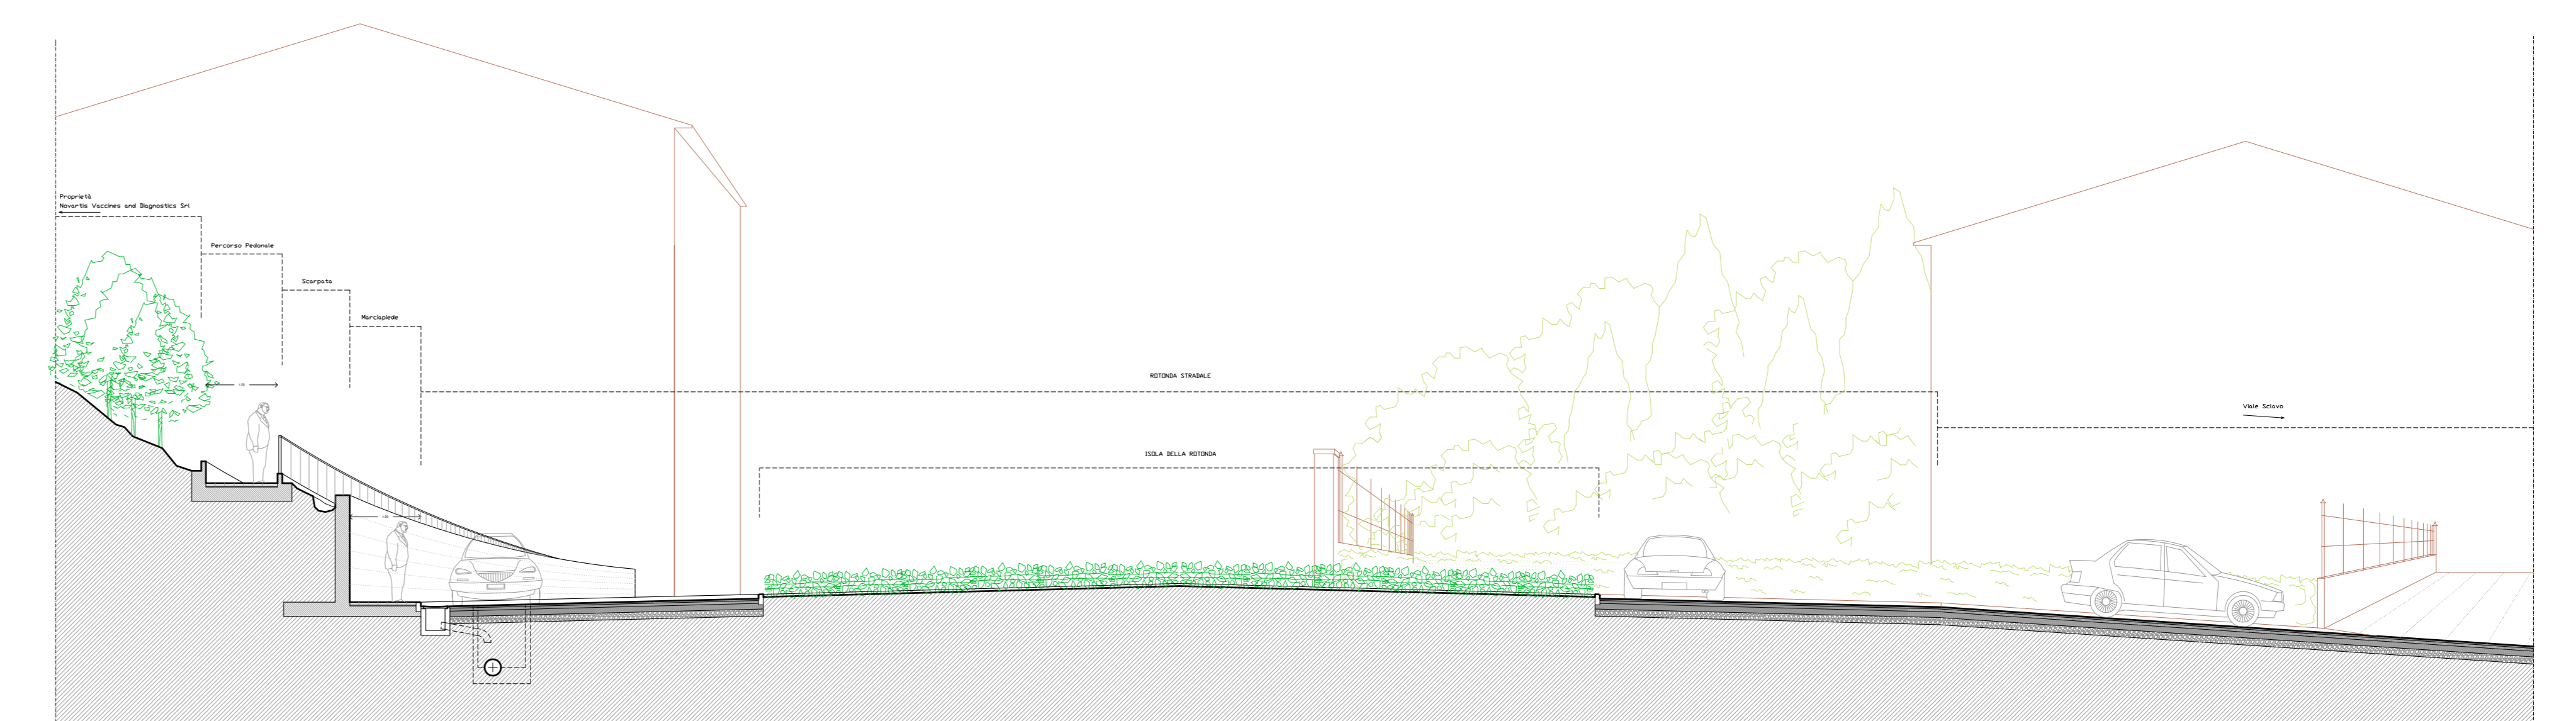 Proprietà
Novartis Vaccines and Diagnostics Srl
Percorso Pedonale
Scarpata
Marciapiede
ROTONDA STRADALE
Viale Sclavo
ISOLA DELLA ROTONDA